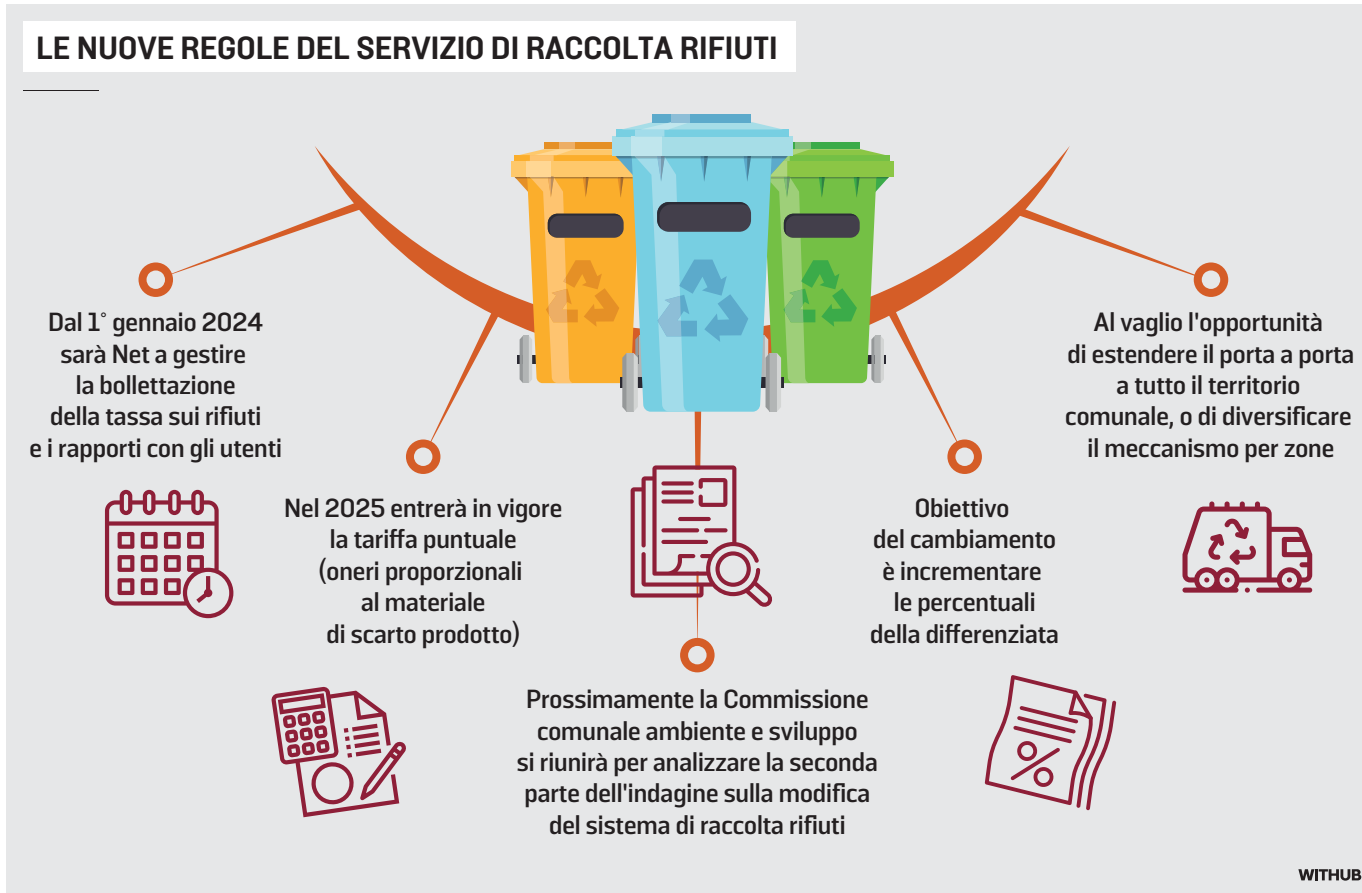 LE NUOVE REGOLE DEL SERVIZIO DI RACCOLTA RIFIUTI
Dal 1° gennaio 2024
sarà Net a gestire
la bollettazione
della tassa sui rifiuti
e i rapporti con gli utenti
Nel 2025 entrerà in vigore
la tariffa puntuale
(oneri proporzionali
al materiale
di scarto prodotto)
Prossimamente la Commissione
comunale ambiente e sviluppo
si riunirà per analizzare la seconda
parte dell'indagine sulla modifica
del sistema di raccolta rifiuti
Obiettivo
del cambiamento
è incrementare
le percentuali
della differenziata
Al vaglio l'opportunità
di estendere il porta a porta
a tutto il territorio
comunale, o di diversificare
il meccanismo per zone
WITHUB